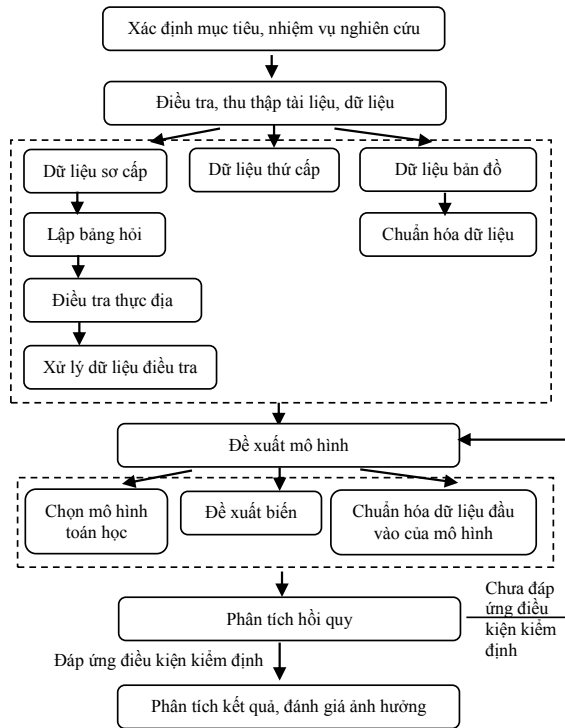 Xác định mục tiêu, nhiệm vụ nghiên cứu
Điều tra, thu thập tài liệu, dữ liệu
Dữ liệu sơ cấp
Dữ liệu thứ cấp
Dữ liệu bản đồ
Lập bảng hỏi
Chuẩn hóa dữ liệu
Điều tra thực địa
Xử lý dữ liệu điều tra
Đề xuất mô hình
Chọn mô hình
toán học
Đề xuất biến
Chuẩn hóa dữ liệu đầu
vào của mô hình
Phân tích hồi quy
Chưa đáp
ứng điều
kiện kiểm
định
Đáp ứng điều kiện kiểm định
Phân tích kết quả, đánh giá ảnh hưởng